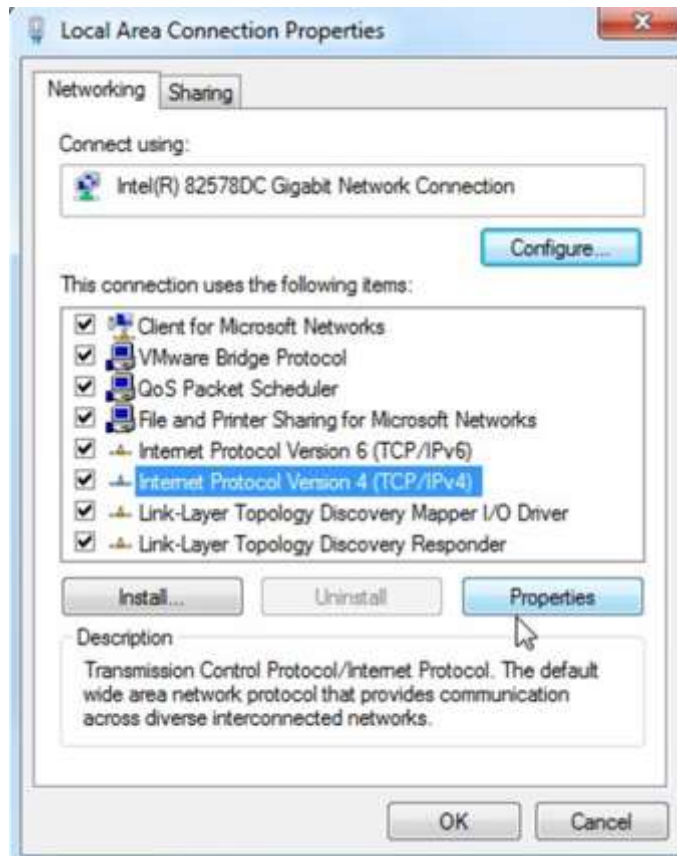 Local Area Connection Properties
Networking
Sharing
Connect using:
Intel(R) 82578DC Gigabit Network Connection
Configure...
This connection uses the following items:
Client for Microsoft Networks
VMware Bridge Protocol
QoS Packet Scheduler
File and Printer Sharing for Microsoft Networks
Internet Protocol Version 6 (TCP/IPv6)
Internet Protocol Version 4 (TCP/IPv4)
Link-Layer Topology Discovery Mapper I/O Driver
Link-Layer Topology Discovery Responder
Install...
Uninstall
Properties
Description
Transmission Control Protocol/Internet Protocol. The default
wide area network protocol that provides communication
across diverse interconnected networks.
OK
Cancel